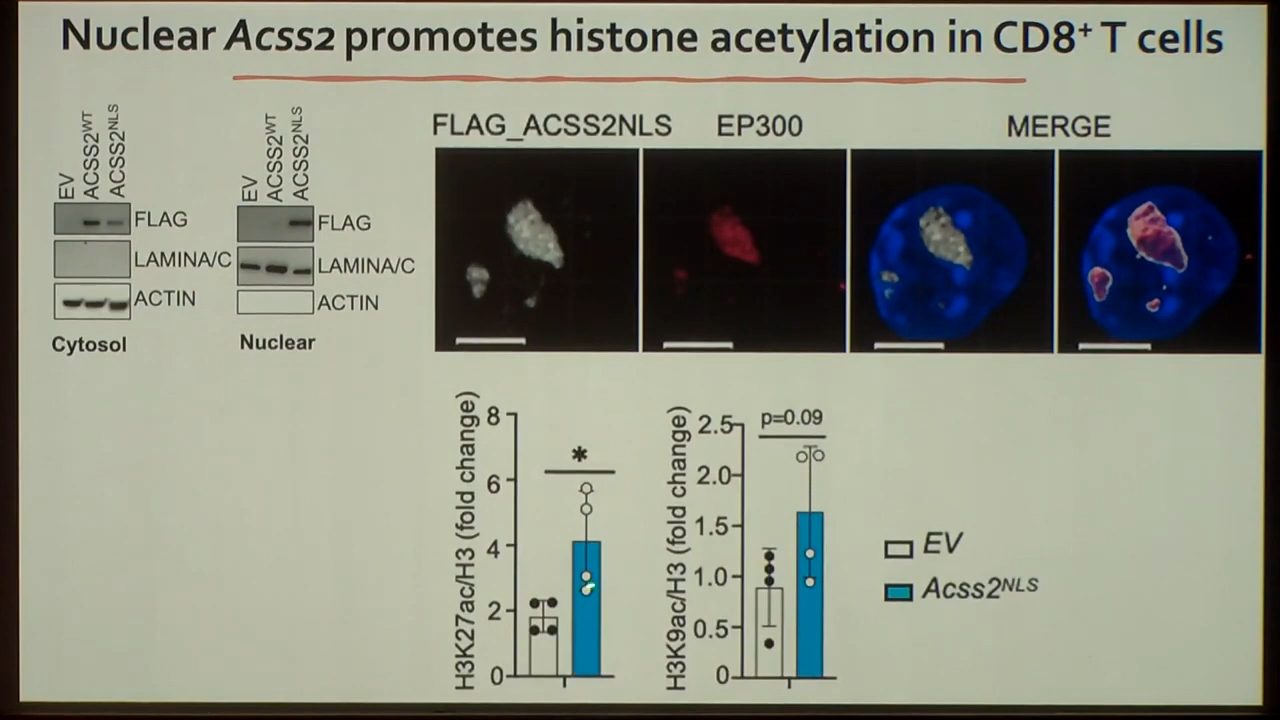 Nuclear Acss2 promotes histone acetylation in CD8⁺ T cells
EV
ACSS2ᵂᵀ
ACSS2ᴺᴸˢ
FLAG
LAMINA/C
ACTIN
Cytosol
EV
ACSS2ᵂᵀ
ACSS2ᴺᴸˢ
FLAG
LAMINA/C
ACTIN
Nuclear
FLAG_ACSS2NLS
EP300
MERGE
H3K27ac/H3 (fold change)
8
6
4
2
0
*
H3K9ac/H3 (fold change)
2.5
2.0
1.5
1.0
0.5
0
p=0.09
EV
Acss2ᴺᴸˢ